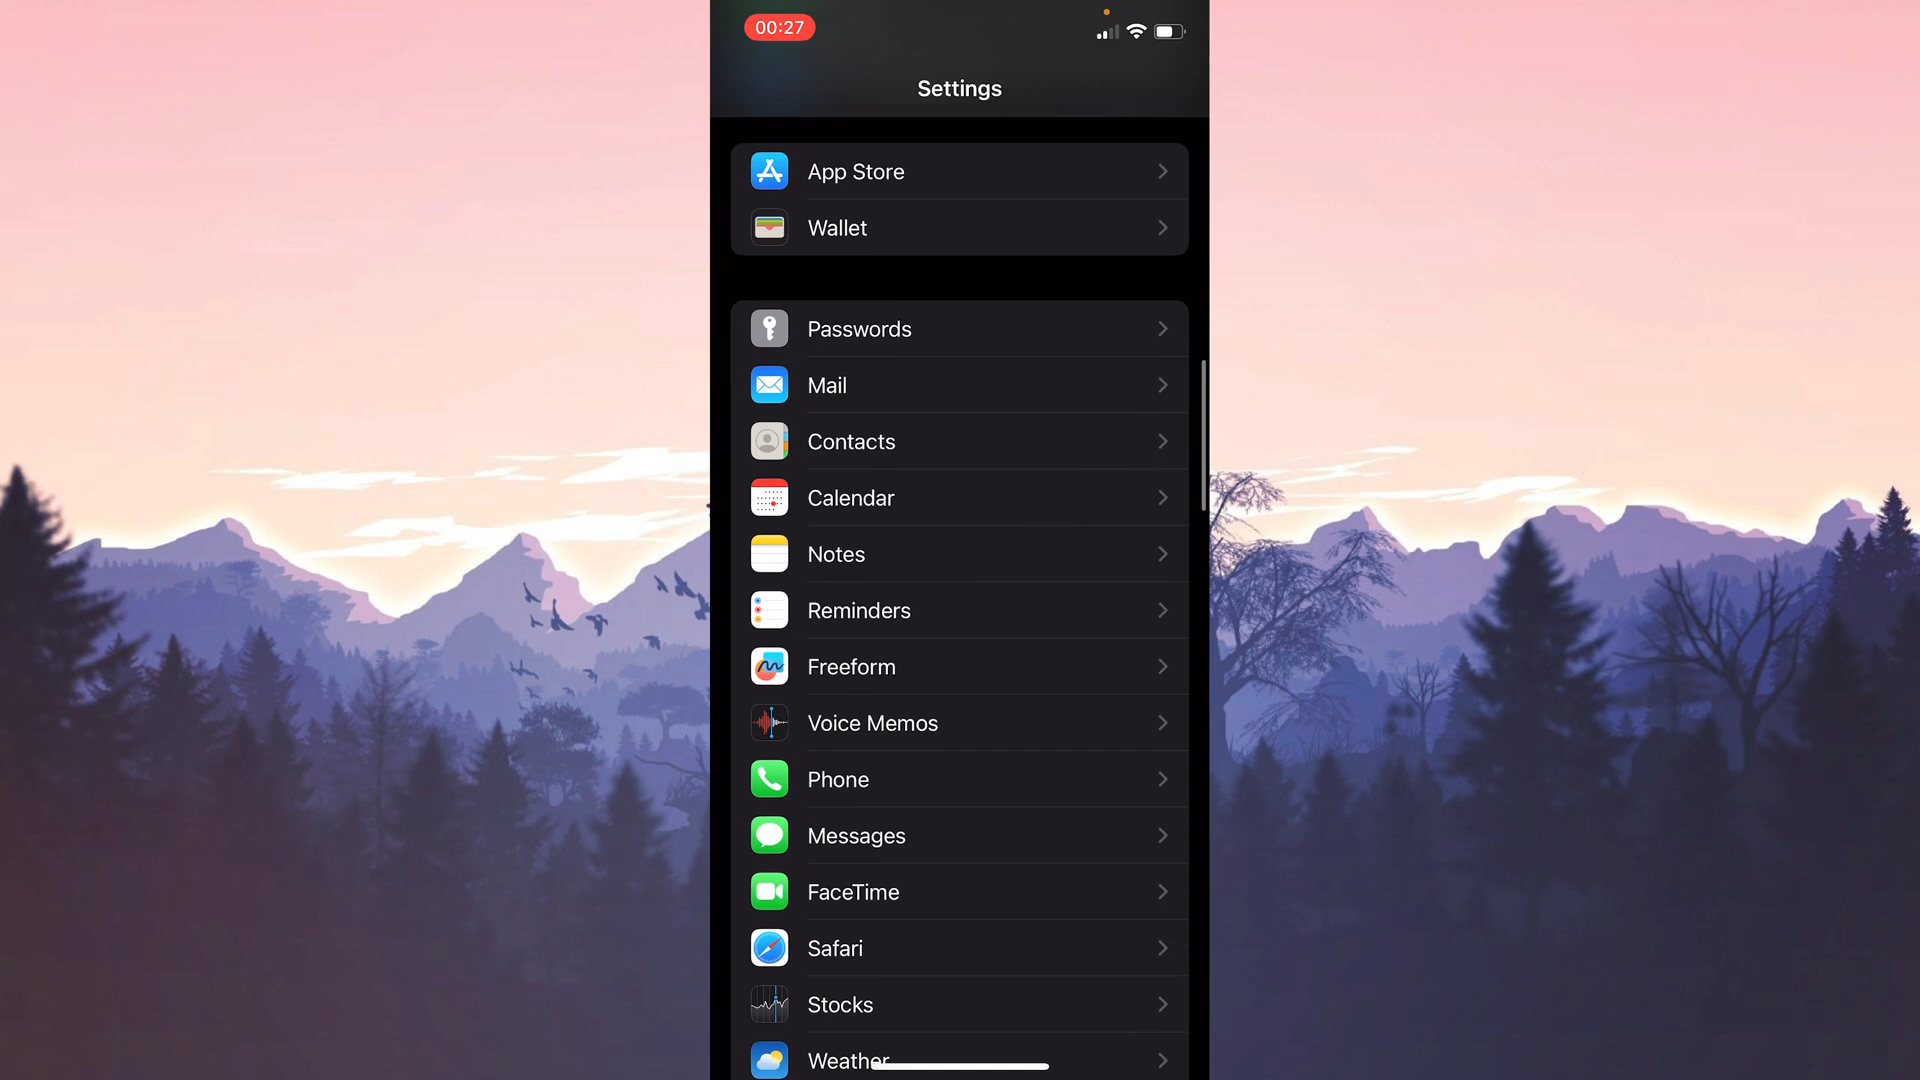 00:27
Settings
App Store
Wallet
Passwords
Mail
Contacts
Calendar
Notes
Reminders
Freeform
Voice Memos
Phone
Messages
FaceTime
Safari
Stocks
Weather